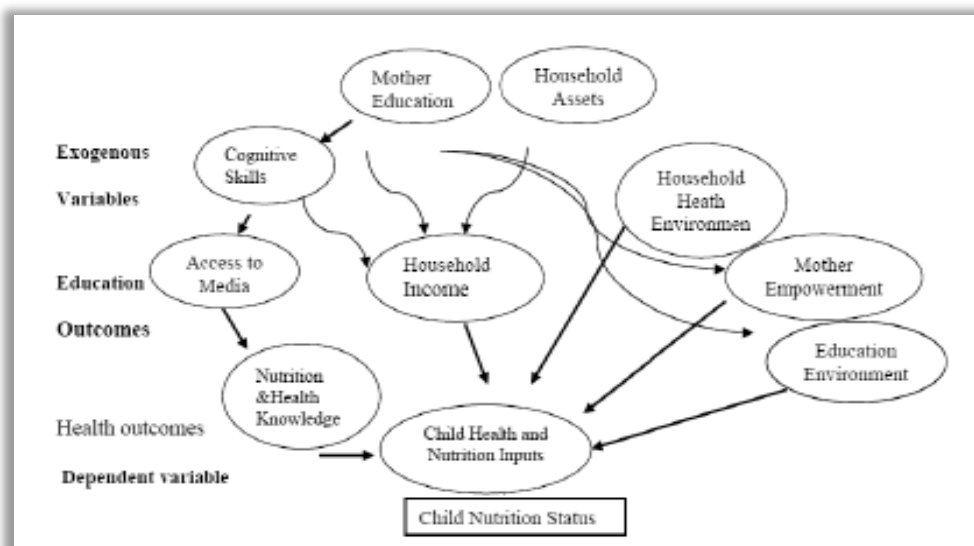 Mother
Education
Household
Assets
Exogenous
Variables
Cognitive
Skills
Household
Heath
Environmen
Education
Outcomes
Access to
Media
Household
Income
Mother
Empowerment
Education
Environment
Nutrition
&Health
Knowledge
Health outcomes
Dependent variable
Child Health and
Nutrition Inputs
Child Nutrition Status